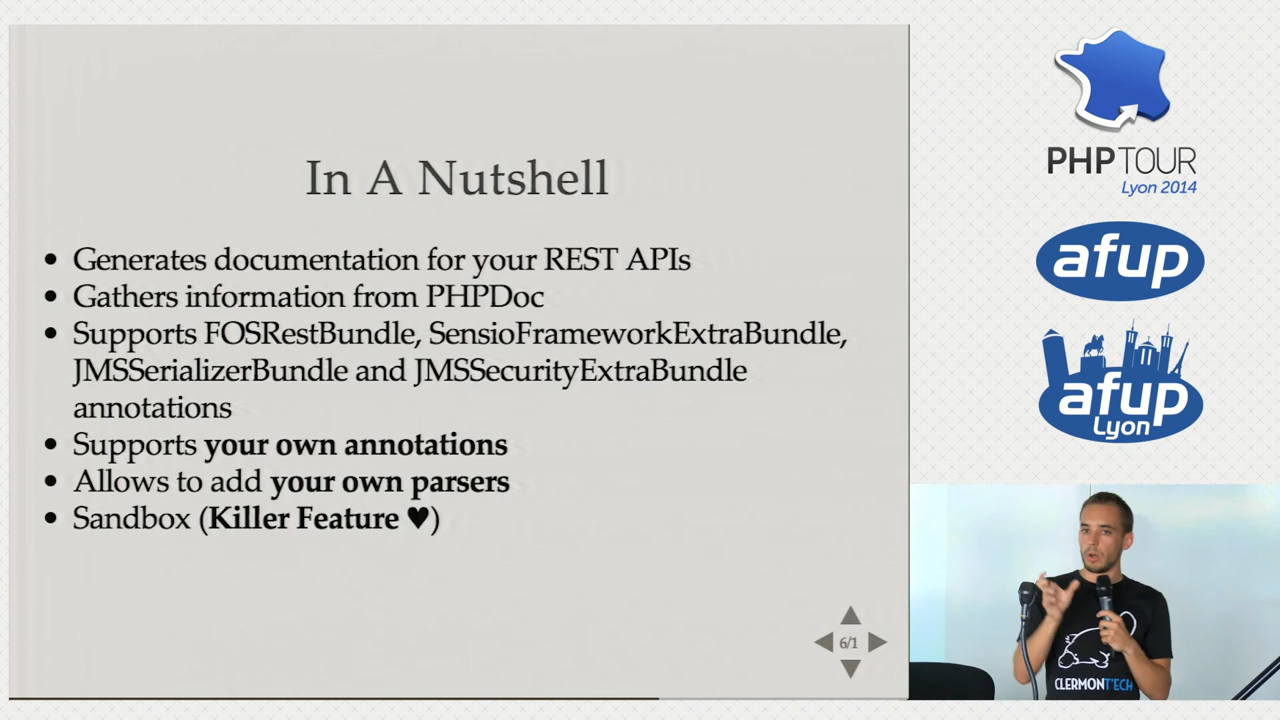 In A Nutshell
• Generates documentation for your REST APIs
• Gathers information from PHPDoc
• Supports FOSRestBundle, SensioFrameworkExtraBundle,
JMSSerializerBundle and JMSSecurityExtraBundle
annotations
• Supports your own annotations
• Allows to add your own parsers
• Sandbox (Killer Feature ♥)
6/1
PHPTOUR
Lyon 2014
afup
afup
Lyon
CLERMONT'ECH